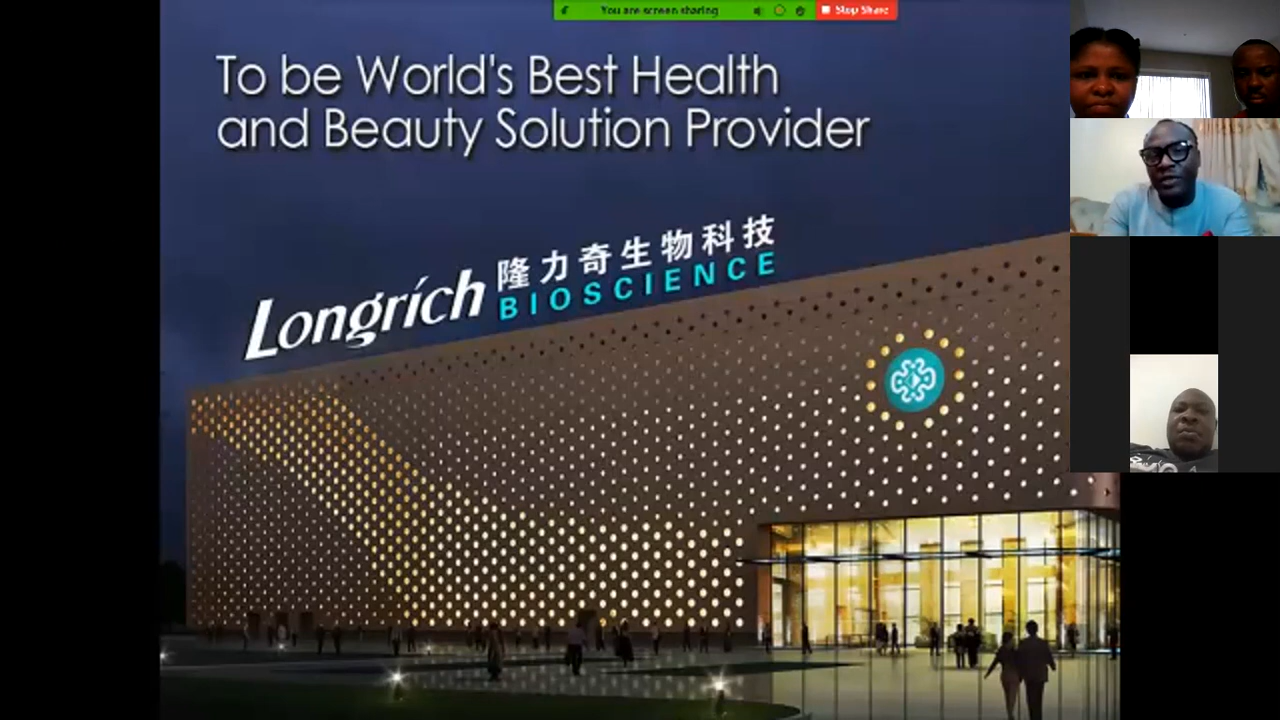 You are screen sharing
Stop Share
To be World's Best Health
and Beauty Solution Provider
Longrích
隆力奇生物科技
BIOSCIENCE